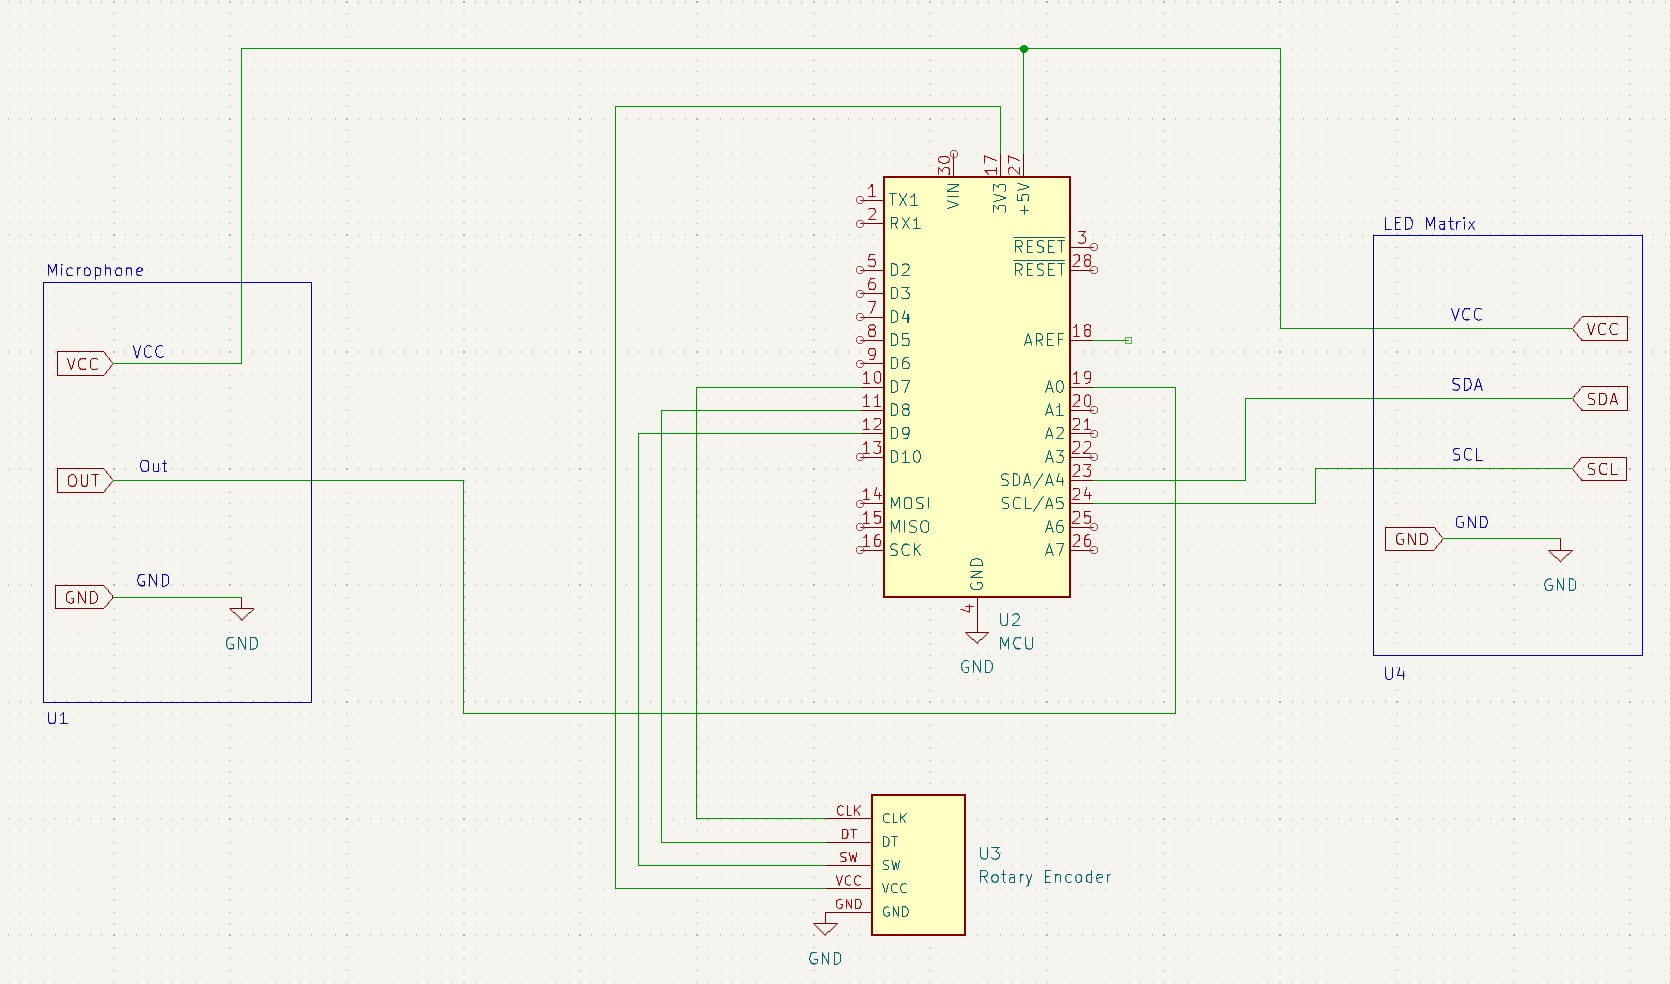 Microphone
VCC
VCC
OUT
Out
GND
GND
GND
U1
30
17
27
VIN
3V3
+5V
1
TX1
2
RX1
5
D2
6
D3
7
D4
8
D5
9
D6
10
D7
11
D8
12
D9
13
D10
14
MOSI
15
MISO
16
SCK
RESET
3
RESET
28
AREF
18
A0
19
A1
20
A2
21
A3
22
SDA/A4
23
SCL/A5
24
A6
25
A7
26
GND
4
U2
MCU
GND
LED Matrix
VCC
VCC
SDA
SDA
SCL
SCL
GND
GND
GND
U4
CLK
CLK
DT
DT
SW
SW
VCC
VCC
GND
GND
GND
U3
Rotary Encoder